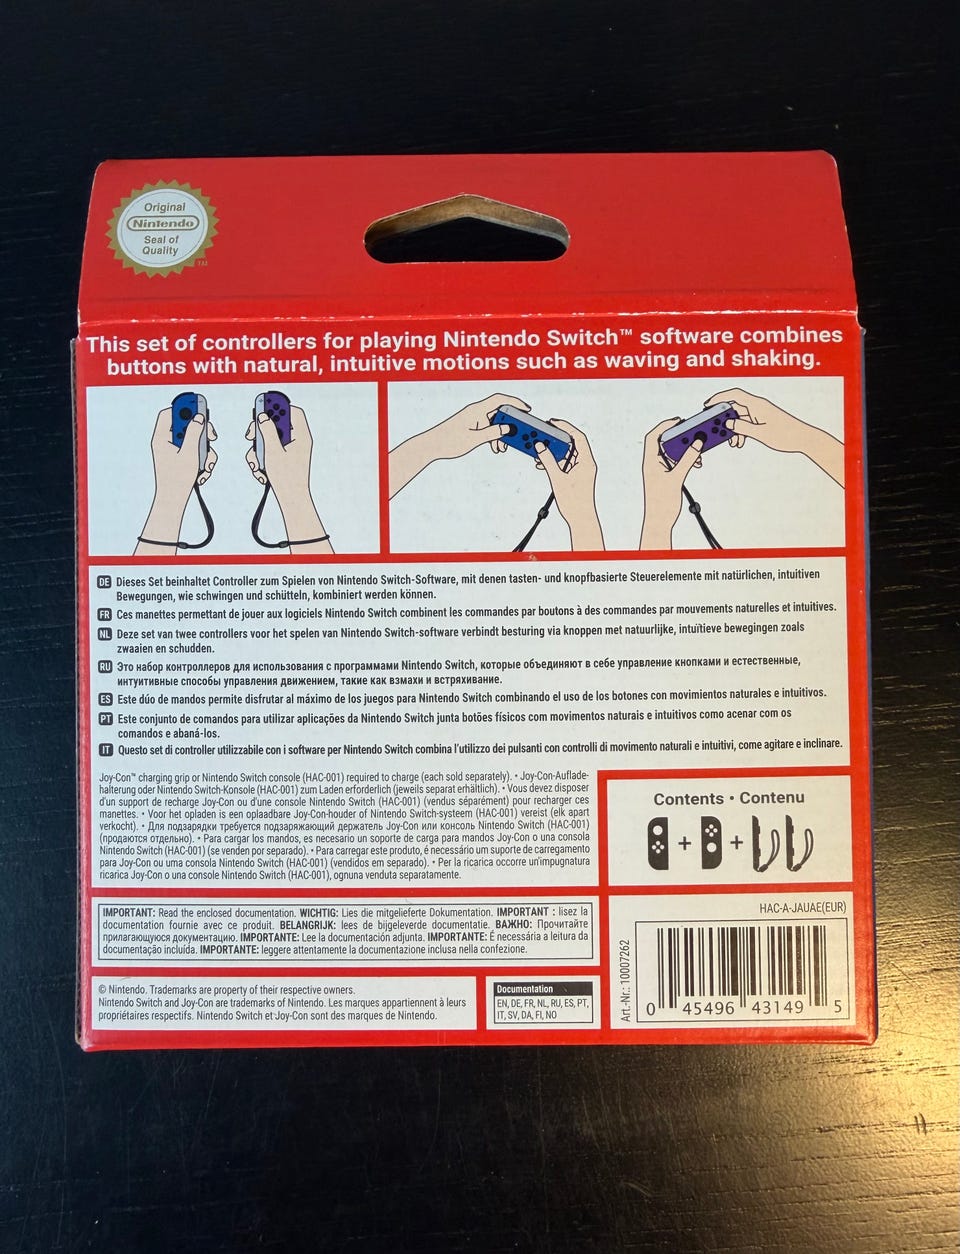 Original
Nintendo
Seal of
Quality
TM
This set of controllers for playing Nintendo Switch™ software combines
buttons with natural, intuitive motions such as waving and shaking.
DE Dieses Set beinhaltet Controller zum Spielen von Nintendo Switch-Software, mit denen tasten- und knopfbasierte Steuerelemente mit natürlichen, intuitiven
Bewegungen, wie schwingen und schütteln, kombiniert werden können.
FR Ces manettes permettant de jouer aux logiciels Nintendo Switch combinent les commandes par boutons à des commandes par mouvements naturelles et intuitives.
NL Deze set van twee controllers voor het spelen van Nintendo Switch-software verbindt besturing via knoppen met natuurlijke, intuïtieve bewegingen zoals
zwaaien en schudden.
RU Это набор контроллеров для использования с программами Nintendo Switch, которые объединяют в себе управление кнопками и естественные,
интуитивные способы управления движением, такие как взмахи и встряхивание.
ES Este dúo de mandos permite disfrutar al máximo de los juegos para Nintendo Switch combinando el uso de los botones con movimientos naturales e intuitivos.
PT Este conjunto de comandos para utilizar aplicações da Nintendo Switch junta botões físicos com movimentos naturais e intuitivos como acenar com os
comandos e abaná-los.
IT Questo set di controller utilizzabile con i software per Nintendo Switch combina l'utilizzo dei pulsanti con controlli di movimento naturali e intuitivi, come agitare e inclinare.
Joy-Con™ charging grip or Nintendo Switch console (HAC-001) required to charge (each sold separately). • Joy-Con-Auflade-
halterung oder Nintendo Switch-Konsole (HAC-001) zum Laden erforderlich (jeweils separat erhältlich). • Vous devez disposer
d'un support de recharge Joy-Con ou d'une console Nintendo Switch (HAC-001) (vendus séparément) pour recharger ces
manettes. • Voor het opladen is een oplaadbare Joy-Con-houder of Nintendo Switch-systeem (HAC-001) vereist (elk apart
verkocht). • Для подзарядки требуется подзаряжающий держатель Joy-Con или консоль Nintendo Switch (HAC-001)
(продаются отдельно). • Para cargar los mandos, es necesario un soporte de carga para mandos Joy-Con o una consola
Nintendo Switch (HAC-001) (se venden por separado). • Para carregar este produto, é necessário um suporte de carregamento
para Joy-Con ou uma consola Nintendo Switch (HAC-001) (vendidos em separado). • Per la ricarica occorre un'impugnatura
ricarica Joy-Con o una console Nintendo Switch (HAC-001), ognuna venduta separatamente.
Contents • Contenu
+ +
IMPORTANT: Read the enclosed documentation. WICHTIG: Lies die mitgelieferte Dokumentation. IMPORTANT : lisez la
documentation fournie avec ce produit. BELANGRIJK: lees de bijgeleverde documentatie. ВАЖНО: Прочитайте
прилагающуюся документацию. IMPORTANTE: Lee la documentación adjunta. IMPORTANTE: É necessária a leitura da
documentação incluída. IMPORTANTE: leggere attentamente la documentazione inclusa nella confezione.
© Nintendo. Trademarks are property of their respective owners.
Nintendo Switch and Joy-Con are trademarks of Nintendo. Les marques appartiennent à leurs
propriétaires respectifs. Nintendo Switch et Joy-Con sont des marques de Nintendo.
Documentation
EN, DE, FR, NL, RU, ES, PT,
IT, SV, DA, FI, NO
HAC-A-JAUAE(EUR)
Art.-Nr.: 10007262
0 45496 43149 5